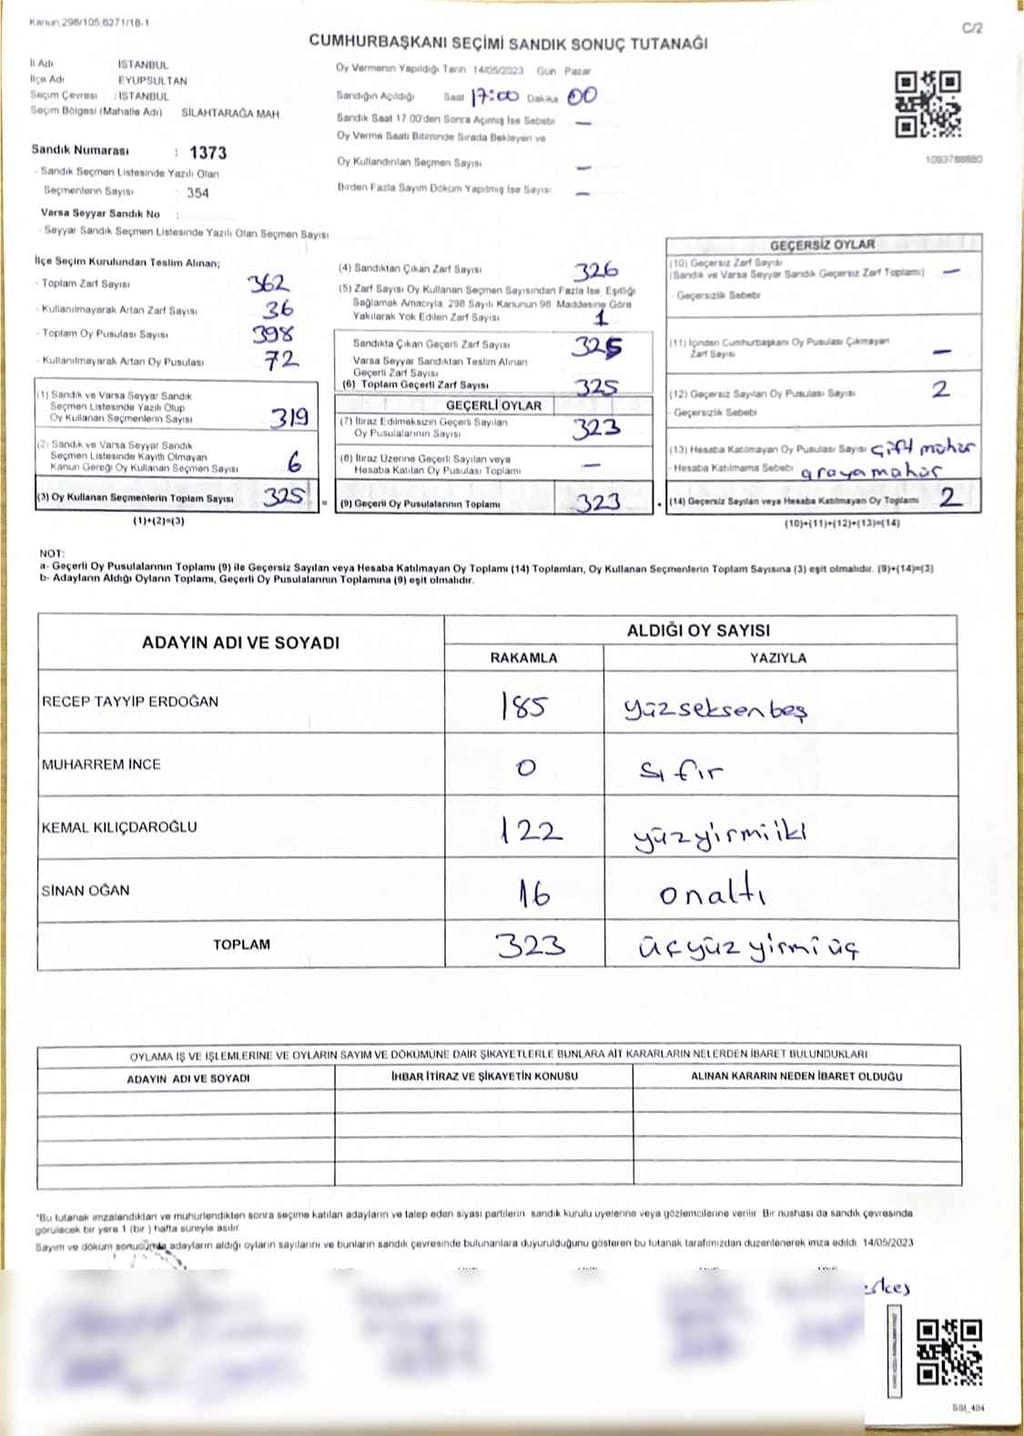 Kanun 298/105 6271/18-1
C/2
CUMHURBAŞKANI SEÇİMİ SANDIK SONUÇ TUTANAĞI
İl Adı İSTANBUL
İlçe Adı EYÜPSULTAN
Seçim Çevresi : İSTANBUL
Seçim Bölgesi (Mahalle Adı) SİLAHTARAĞA MAH
Sandık Numarası : 1373
- Sandık Seçmen Listesinde Yazılı Olan
Seçmenlerin Sayısı : 354
Varsa Seyyar Sandık No :
- Seyyar Sandık Seçmen Listesinde Yazılı Olan Seçmen Sayısı
Oy Vermenin Yapıldığı Tarih 14/05/2023 Gün Pazar
Sandığın Açıldığı Saat 17:00 Dakika 00
Sandık Saat 17 00'den Sonra Açımış İse Sebebi —
Oy Verme Saati Bitiminde Sırada Bekleyen ve
Oy Kullandırılan Seçmen Sayısı —
Birden Fazla Sayım Döküm Yapılmış İse Sayısı —
1093788880
İlçe Seçim Kurulundan Teslim Alınan;
- Toplam Zarf Sayısı 362
- Kullanılmayarak Artan Zarf Sayısı 36
- Toplam Oy Pusulası Sayısı 398
- Kullanılmayarak Artan Oy Pusulası 72
(1) Sandık ve Varsa Seyyar Sandık
Seçmen Listesinde Yazılı Olup
Oy Kullanan Seçmenlerin Sayısı 319
(2) Sandık ve Varsa Seyyar Sandık
Seçmen Listesinde Kayıtlı Olmayan
Kanun Gereği Oy Kullanan Seçmen Sayısı 6
(3) Oy Kullanan Seçmenlerin Toplam Sayısı 325
(1)+(2)=(3)
(4) Sandıktan Çıkan Zarf Sayısı 326
(5) Zarf Sayısı Oy Kullanan Seçmen Sayısından Fazla İse, Eşitliği
Sağlamak Amacıyla 298 Sayılı Kanunun 98 Maddesine Göre
Yakılarak Yok Edilen Zarf Sayısı 1
Sandıkta Çıkan Geçerli Zarf Sayısı 325
Varsa Seyyar Sandıktan Teslim Alınan
Geçerli Zarf Sayısı
(6) Toplam Geçerli Zarf Sayısı 325
GEÇERLİ OYLAR
(7) İtiraz Edilmeksizin Geçerli Sayılan
Oy Pusulalarının Sayısı 323
(8) İtiraz Üzerine Geçerli Sayılan veya
Hesaba Katılan Oy Pusulası Toplamı —
= (9) Geçerli Oy Pusulalarının Toplamı 323 +
GEÇERSİZ OYLAR
(10) Geçersiz Zarf Sayısı
(Sandık ve Varsa Seyyar Sandık Geçersiz Zarf Toplamı) —
- Geçersizlik Sebebi
(11) İçinden Cumhurbaşkanı Oy Pusulası Çıkmayan
Zarf Sayısı —
(12) Geçersiz Sayılan Oy Pusulası Sayısı 2
- Geçersizlik Sebebi
(13) Hesaba Katılmayan Oy Pusulası Sayısı Çift mühür
- Hesaba Katılmama Sebebi araya mahür
(14) Geçersiz Sayılan veya Hesaba Katılmayan Oy Toplamı 2
(10)+(11)+(12)+(13)=(14)
NOT:
a- Geçerli Oy Pusulalarının Toplamı (9) ile Geçersiz Sayılan veya Hesaba Katılmayan Oy Toplamı (14) Toplamları, Oy Kullanan Seçmenlerin Toplam Sayısına (3) eşit olmalıdır. (9)+(14)=(3)
b- Adayların Aldığı Oyların Toplamı, Geçerli Oy Pusulalarının Toplamına (9) eşit olmalıdır.
ADAYIN ADI VE SOYADI
ALDIĞI OY SAYISI
RAKAMLA YAZIYLA
RECEP TAYYİP ERDOĞAN 185 yüzseksenbeş
MUHARREM İNCE 0 sıfır
KEMAL KILIÇDAROĞLU 122 yüzyirmiiki
SİNAN OĞAN 16 onaltı
TOPLAM 323 üçyüzyirmiüç
OYLAMA İŞ VE İŞLEMLERİNE VE OYLARIN SAYIM VE DÖKÜMÜNE DAİR ŞİKAYETLERLE BUNLARA AİT KARARLARIN NELERDEN İBARET BULUNDUKLARI
ADAYIN ADI VE SOYADI İHBAR İTİRAZ VE ŞİKAYETİN KONUSU ALINAN KARARIN NEDEN İBARET OLDUĞU
*Bu tutanak imzalandıktan ve mühürlendikten sonra seçime katılan adayların ve talep eden siyasi partilerin sandık kurulu üyelerine veya gözlemcilerine verilir. Bir nüshası da sandık çevresinde
görülecek bir yere 1 (bir ) hafta süreyle asılır
Sayım ve döküm sonucunda adayların aldığı oyların sayılarını ve bunların sandık çevresinde bulunanlara duyurulduğunu gösteren bu tutanak tarafımızdan düzenlenerek imza edildi 14/05/2023
SSI_404